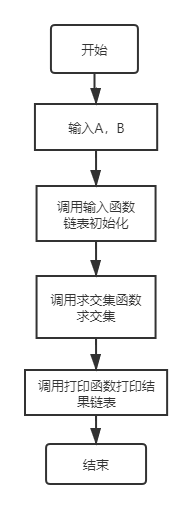 开始
输入A，B
调用输入函数
链表初始化
调用求交集函数
求交集
调用打印函数打印结
果链表
结束